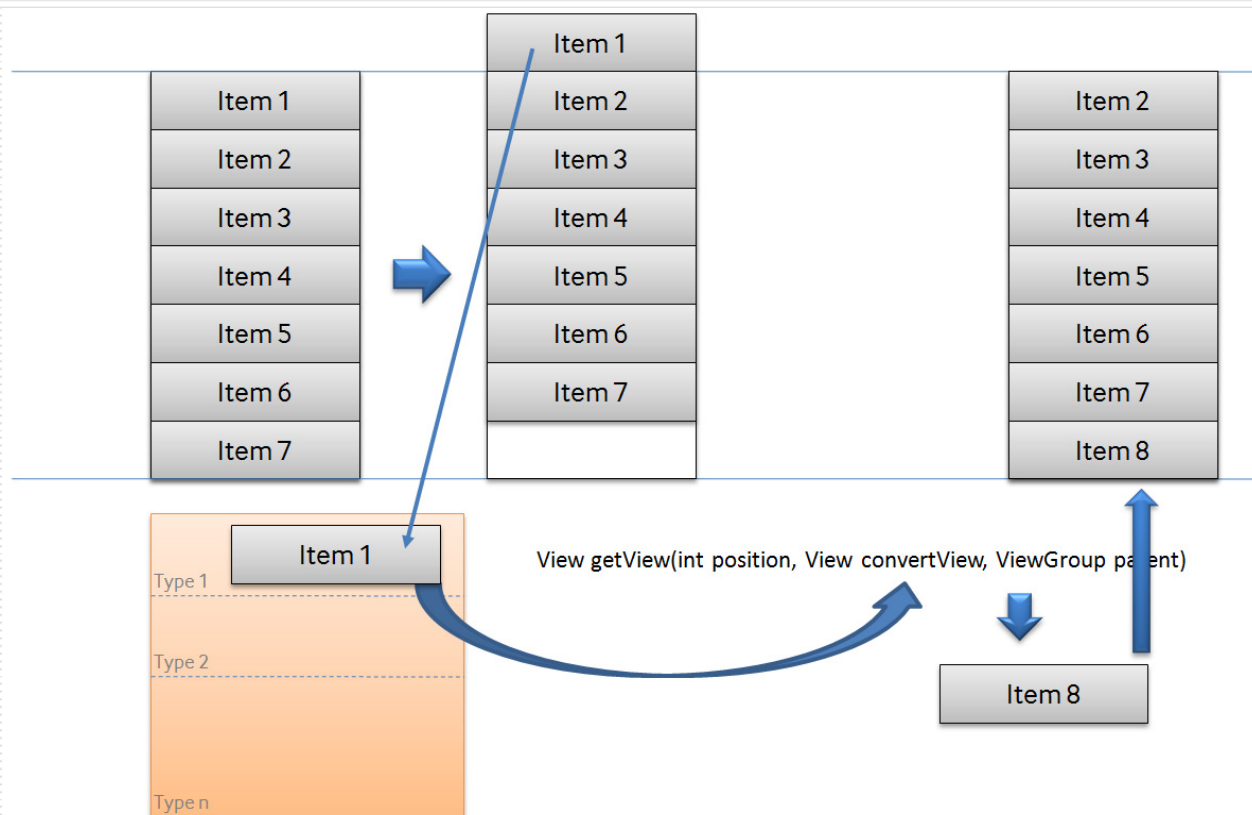 Item 1
Item 2
Item 3
Item 4
Item 5
Item 6
Item 7
Item 1
Item 2
Item 3
Item 4
Item 5
Item 6
Item 7
Item 2
Item 3
Item 4
Item 5
Item 6
Item 7
Item 8
Item 1
Type 1
Type 2
Type n
View getView(int position, View convertView, ViewGroup parent)
Item 8